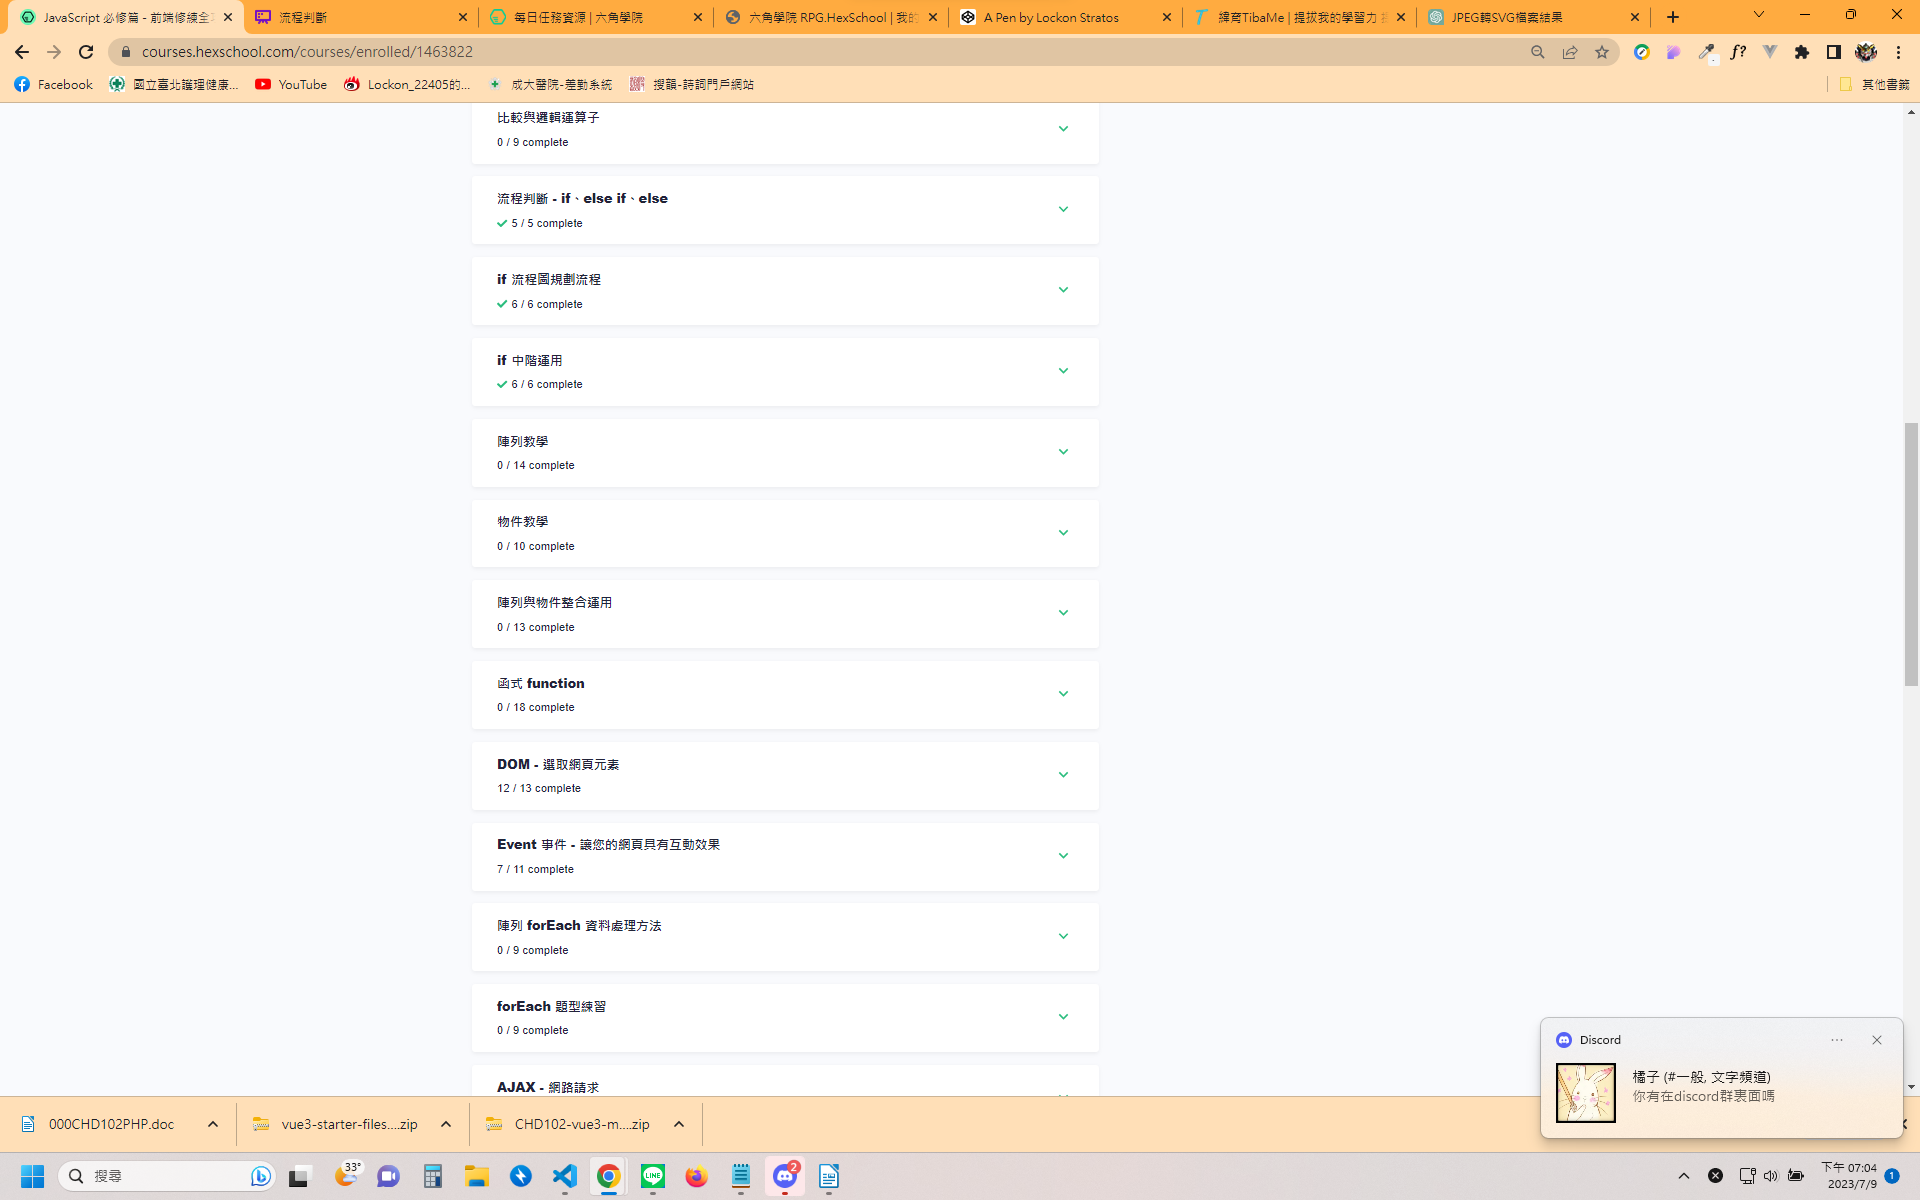 JavaScript 必修篇 - 前端修練全
流程判斷
每日任務資源 | 六角學院
六角學院 RPG.HexSchool | 我的
A Pen by Lockon Stratos
緯育TibaMe | 提拔我的學習力
JPEG轉SVG檔案結果
courses.hexschool.com/courses/enrolled/1463822
f?
Facebook
國立臺北護理健康...
YouTube
Lockon_22405的...
成大醫院-差勤系統
搜韻-詩詞門戶網站
其他書籤
比較與邏輯運算子
0 / 9 complete
流程判斷 - if、else if、else
5 / 5 complete
if 流程圖規劃流程
6 / 6 complete
if 中階運用
6 / 6 complete
陣列教學
0 / 14 complete
物件教學
0 / 10 complete
陣列與物件整合運用
0 / 13 complete
函式 function
0 / 18 complete
DOM - 選取網頁元素
12 / 13 complete
Event 事件 - 讓您的網頁具有互動效果
7 / 11 complete
陣列 forEach 資料處理方法
0 / 9 complete
forEach 題型練習
0 / 9 complete
AJAX - 網路請求
Discord
橘子 (#一般, 文字頻道)
你有在discord群裏面嗎
000CHD102PHP.doc
vue3-starter-files....zip
CHD102-vue3-m....zip
搜尋
33°
LINE
2
下午 07:04
2023/7/9
1